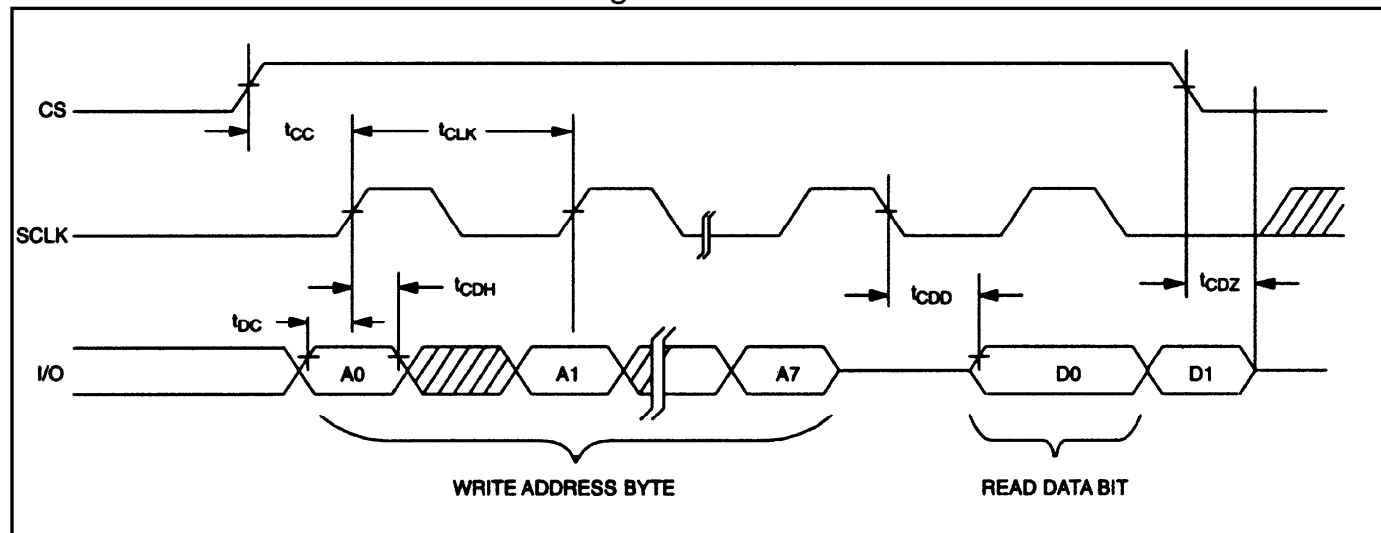 CS
tCC
tCLK
SCLK
tCDH
tCDD
tCDZ
tDC
I/O
A0
A1
A7
D0
D1
WRITE ADDRESS BYTE
READ DATA BIT